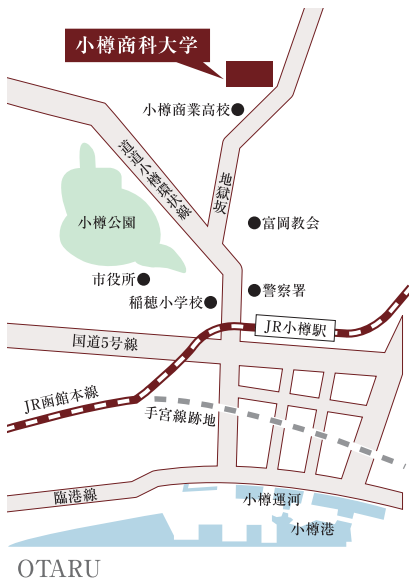 小樽商科大学
小樽商業高校
道道小樽環状線
地獄坂
小樽公園
富岡教会
市役所
警察署
稲穂小学校
JR小樽駅
国道5号線
JR函館本線
手宮線跡地
臨港線
小樽運河
小樽港
OTARU